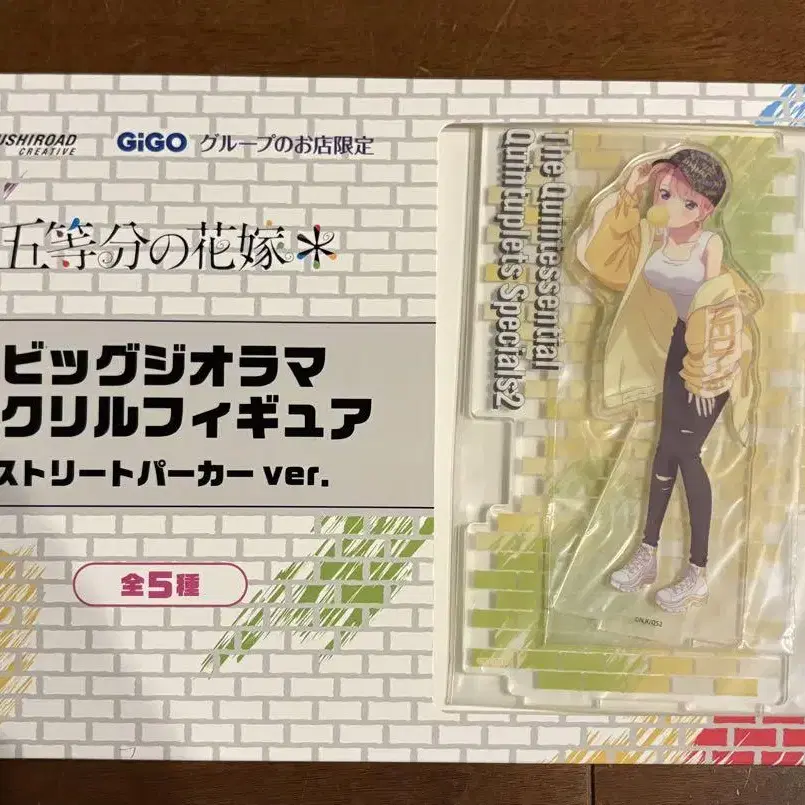 USHIROAD
CREATIVE
GiGO グループのお店限定
五等分の花嫁*
ビッグジオラマ
クリルフィギュア
ストリートパーカー ver.
全5種
The Quintessential
Quintuplets Specials2
©N,K/QS2